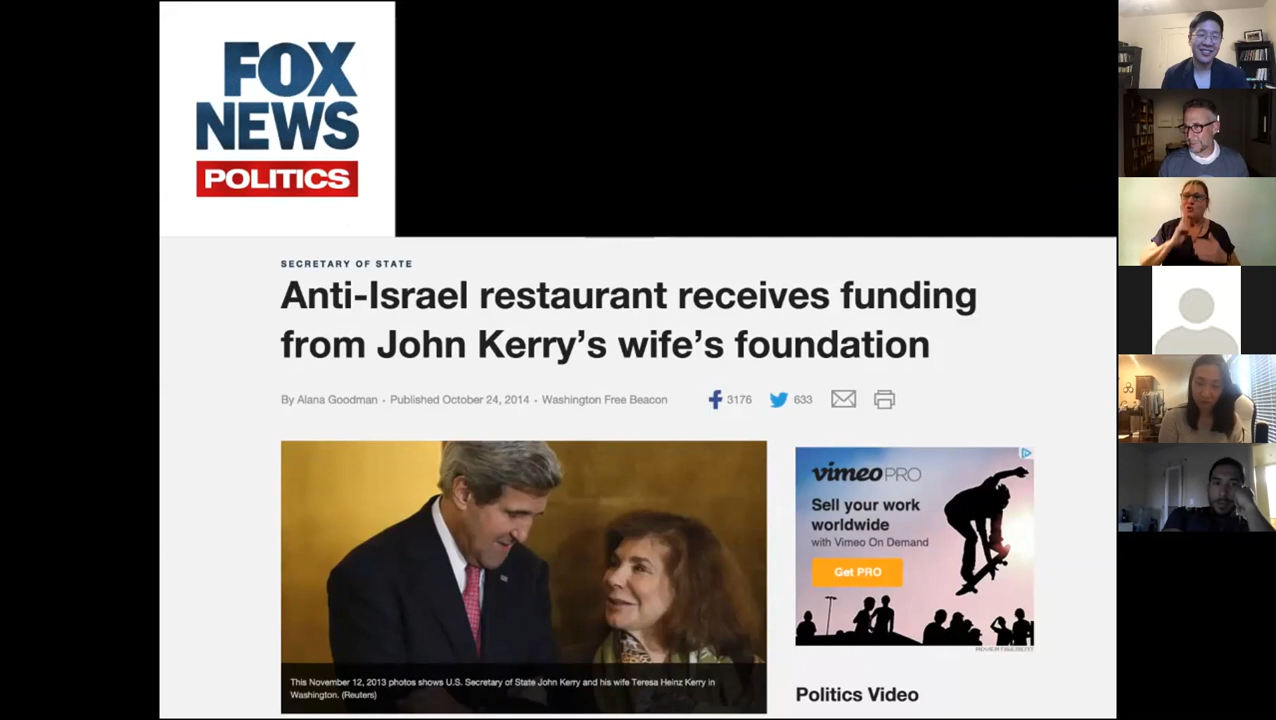 FOX
NEWS
POLITICS
SECRETARY OF STATE
Anti-Israel restaurant receives funding
from John Kerry's wife's foundation
By Alana Goodman · Published October 24, 2014 · Washington Free Beacon
3176
633
This November 12, 2013 photos shows U.S. Secretary of State John Kerry and his wife Teresa Heinz Kerry in
Washington. (Reuters)
vimeo PRO
Sell your work
worldwide
with Vimeo On Demand
Get PRO
ADVERTISEMENT
Politics Video